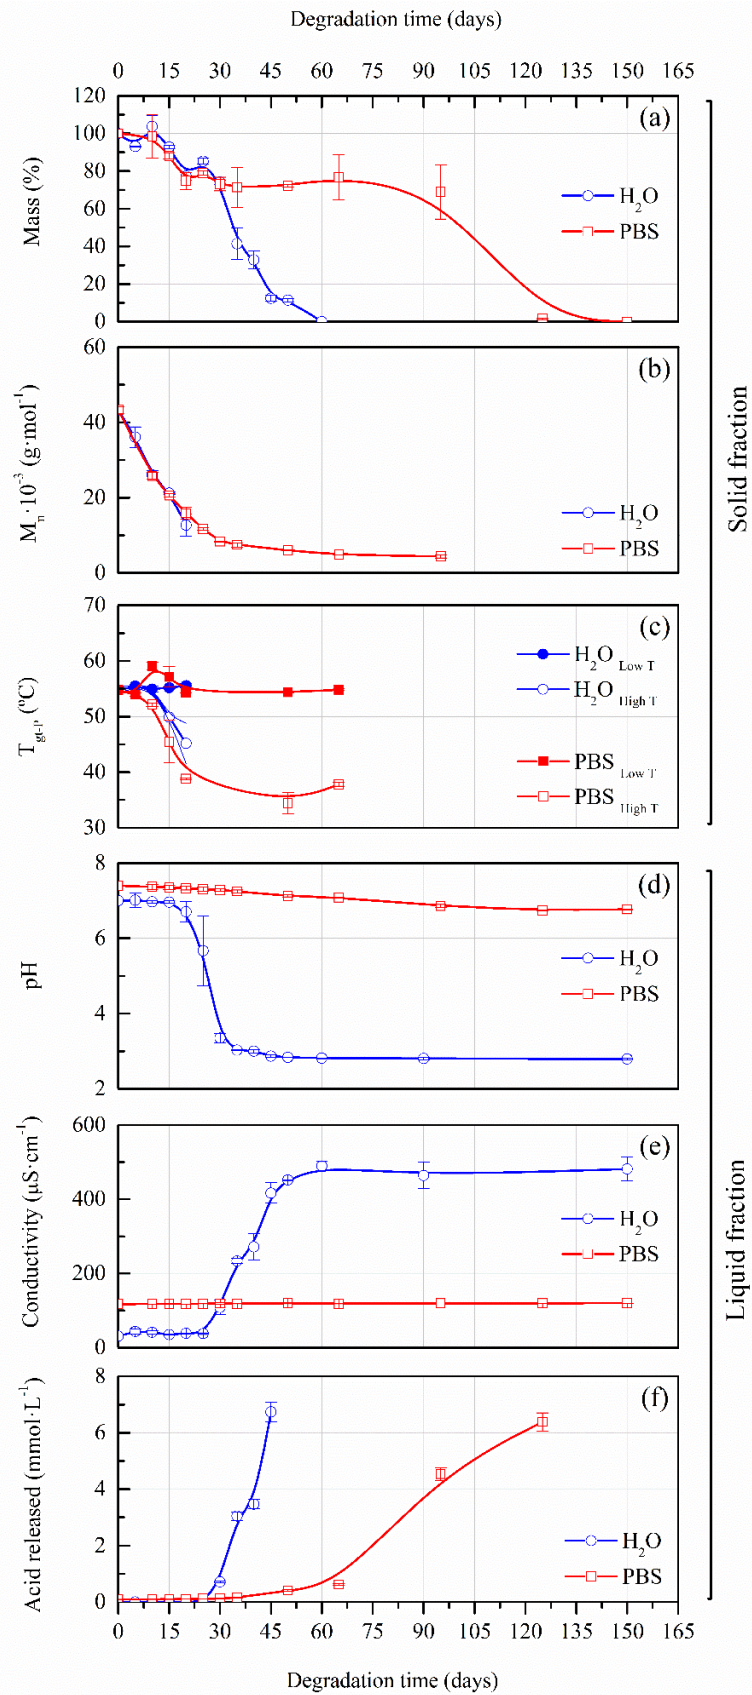 Degradation time (days)
0 15 30 45 60 75 90 105 120 135 150 165
(a)
Mass (%)
120
100
80
60
40
20
0
H₂O
PBS
(b)
Mₙ·10⁻³ (g·mol⁻¹)
60
40
20
0
H₂O
PBS
Solid fraction
(c)
T
70
60
50
40
30
(ºC)
H₂O Low T
H₂O High T
PBS Low T
PBS High T
(d)
pH
8
6
4
2
H₂O
PBS
(e)
Conductivity (µS·cm⁻¹)
600
400
200
0
H₂O
PBS
Liquid fraction
(f)
Acid released (mmol·L⁻¹)
8
6
4
2
0
H₂O
PBS
0 15 30 45 60 75 90 105 120 135 150 165
Degradation time (days)